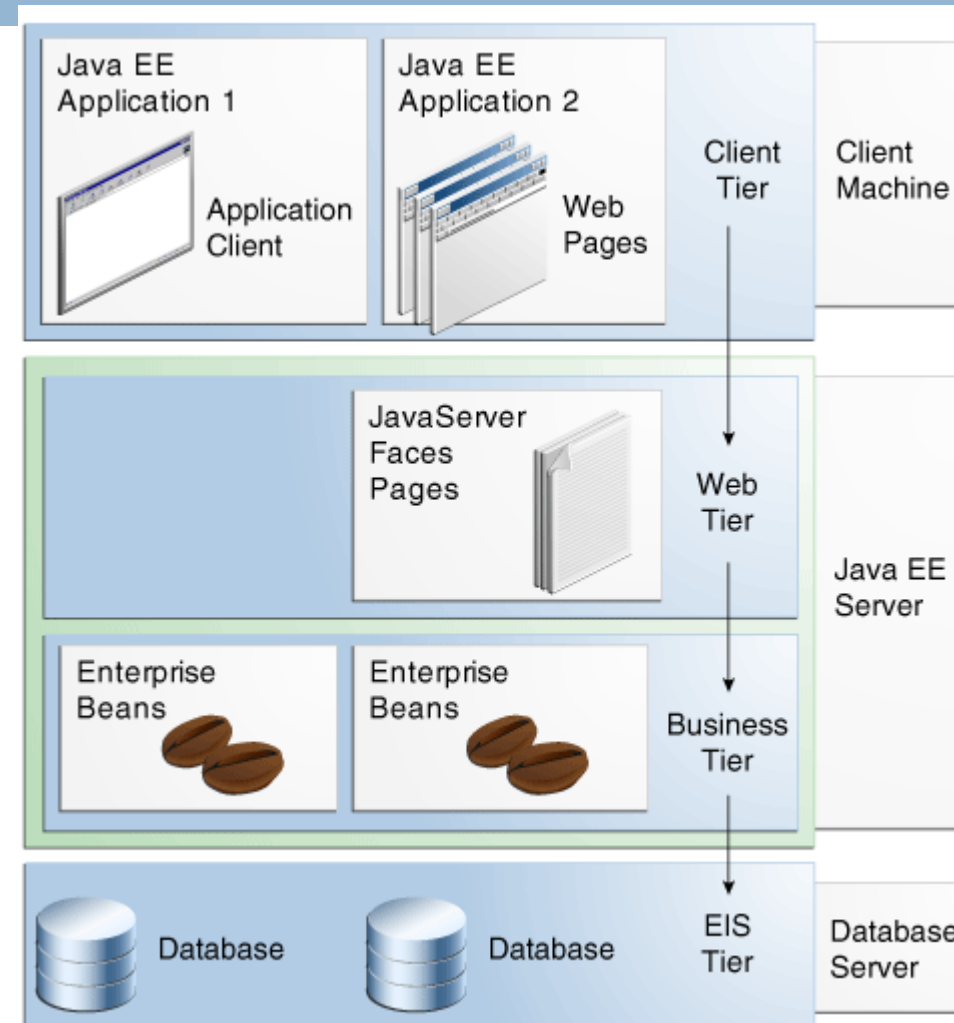 Java EE
Application 1
Application
Client
Java EE
Application 2
Web
Pages
Client
Tier
Client
Machine
JavaServer
Faces
Pages
Web
Tier
Java EE
Server
Enterprise
Beans
Enterprise
Beans
Business
Tier
Database
Database
EIS
Tier
Database
Server